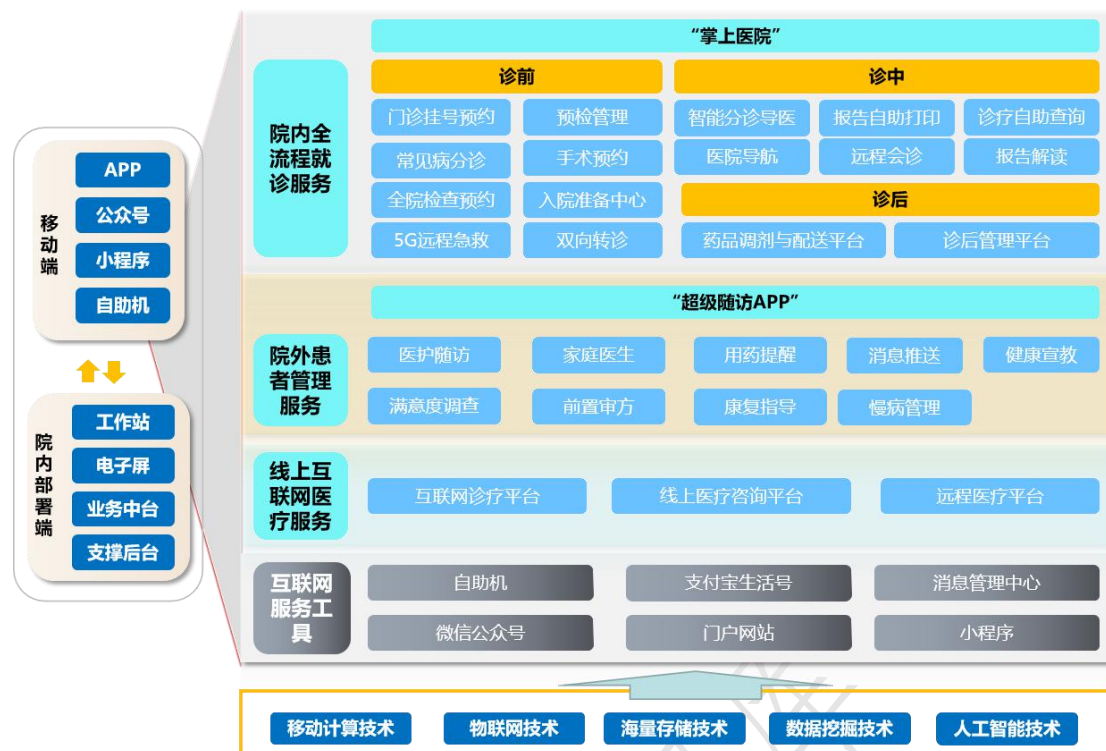 “掌上医院”
院内全
流程就
诊服务
诊前
门诊挂号预约
预检管理
常见病分诊
手术预约
全院检查预约
入院准备中心
5G远程急救
双向转诊
诊中
智能分诊导医
报告自助打印
诊疗自助查询
医院导航
远程会诊
报告解读
诊后
药品调剂与配送平台
诊后管理平台
移动端
APP
公众号
小程序
自助机
院内部署端
工作站
电子屏
业务中台
支撑后台
“超级随访APP”
院外患
者管理
服务
医护随访
家庭医生
用药提醒
消息推送
健康宣教
满意度调查
前置审方
康复指导
慢病管理
线上互
联网医
疗服务
互联网诊疗平台
线上医疗咨询平台
远程医疗平台
互联网
服务工
具
自助机
支付宝生活号
消息管理中心
微信公众号
门户网站
小程序
移动计算技术
物联网技术
海量存储技术
数据挖掘技术
人工智能技术